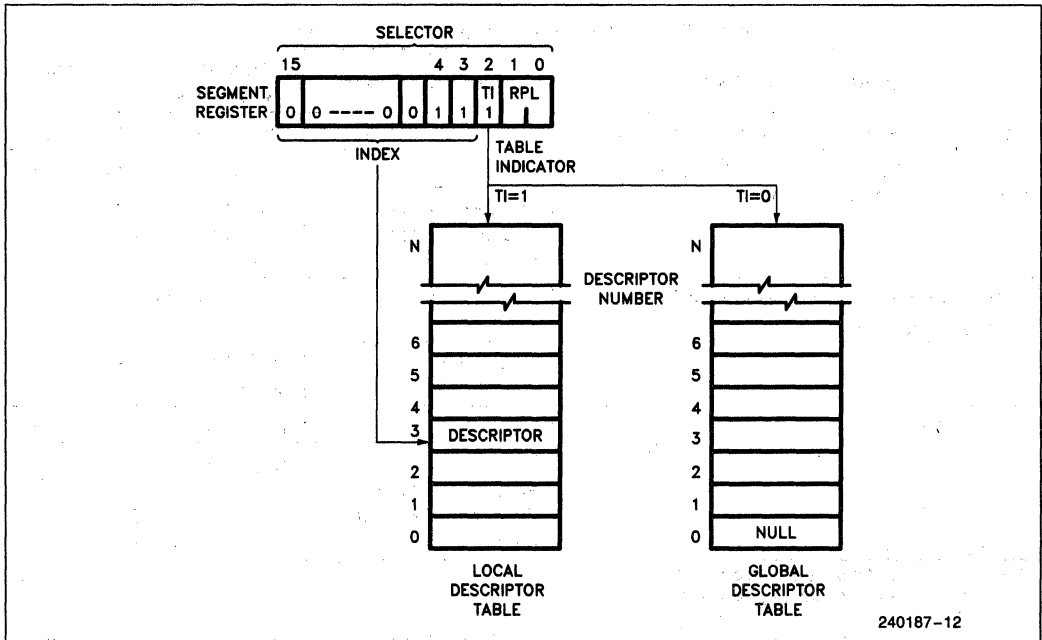 SELECTOR
15 4 3 2 1 0
SEGMENT REGISTER
0 0 ---- 0 0 1 1 TI 1 RPL
INDEX
TABLE INDICATOR
TI=1 TI=0
N N
DESCRIPTOR NUMBER
6 6
5 5
4 4
3 DESCRIPTOR 3
2 2
1 1
0 0 NULL
LOCAL DESCRIPTOR TABLE
GLOBAL DESCRIPTOR TABLE
240187-12